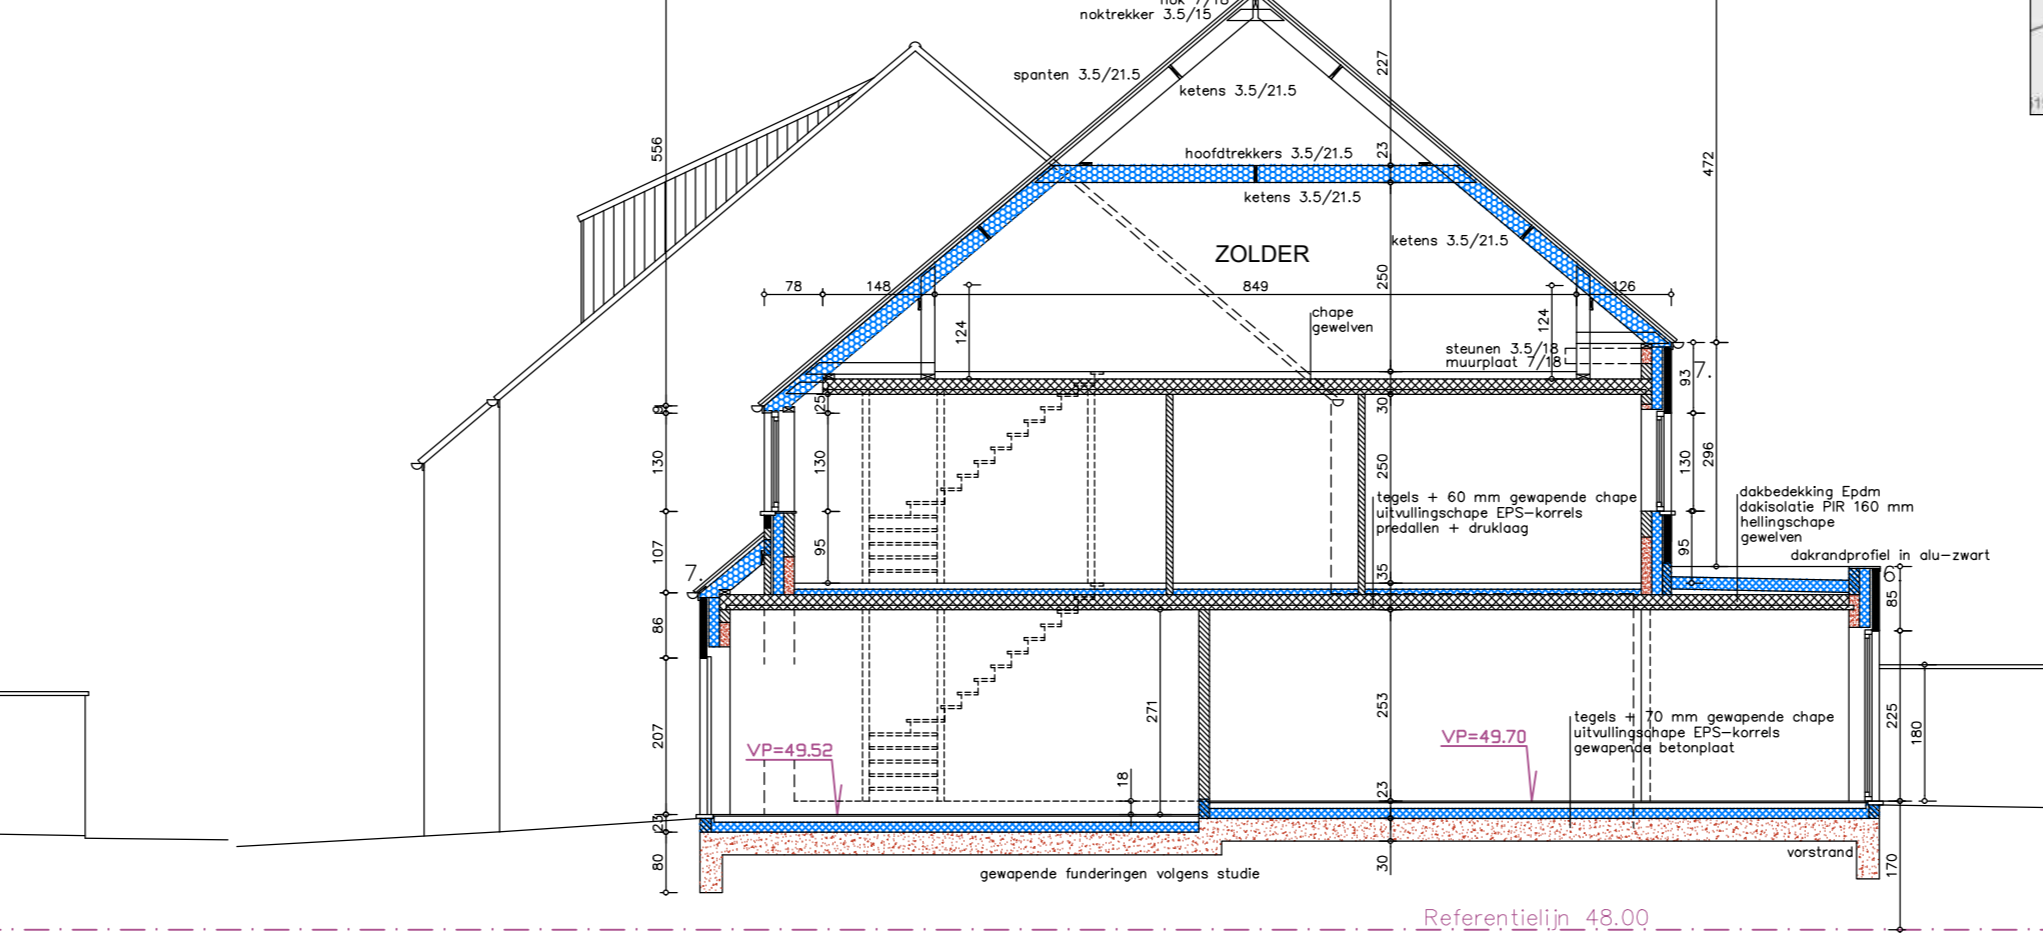 noktrekker 3.5/15
spanten 3.5/21.5
ketens 3.5/21.5
227
556
hoofdtrekkers 3.5/21.5
23
472
ketens 3.5/21.5
ZOLDER
ketens 3.5/21.5
250
78
148
849
126
chape
gewelven
124
124
steunen 3.5/18
muurplaat 7/18
7.
93
9
25
30
130
130
250
130
296
tegels + 60 mm gewapende chape
uitvullingschape EPS-korrels
predallen + druklaag
dakbedekking Epdm
dakisolatie PIR 160 mm
hellingschape
gewelven
dakrandprofiel in alu-zwart
107
95
95
7.
35
6
85
86
271
253
207
VP=49.52
VP=49.70
tegels + 70 mm gewapende chape
uitvullingschape EPS-korrels
gewapende betonplaat
225
180
18
23
23
80
30
vorstrand
170
gewapende funderingen volgens studie
Referentielijn 48.00